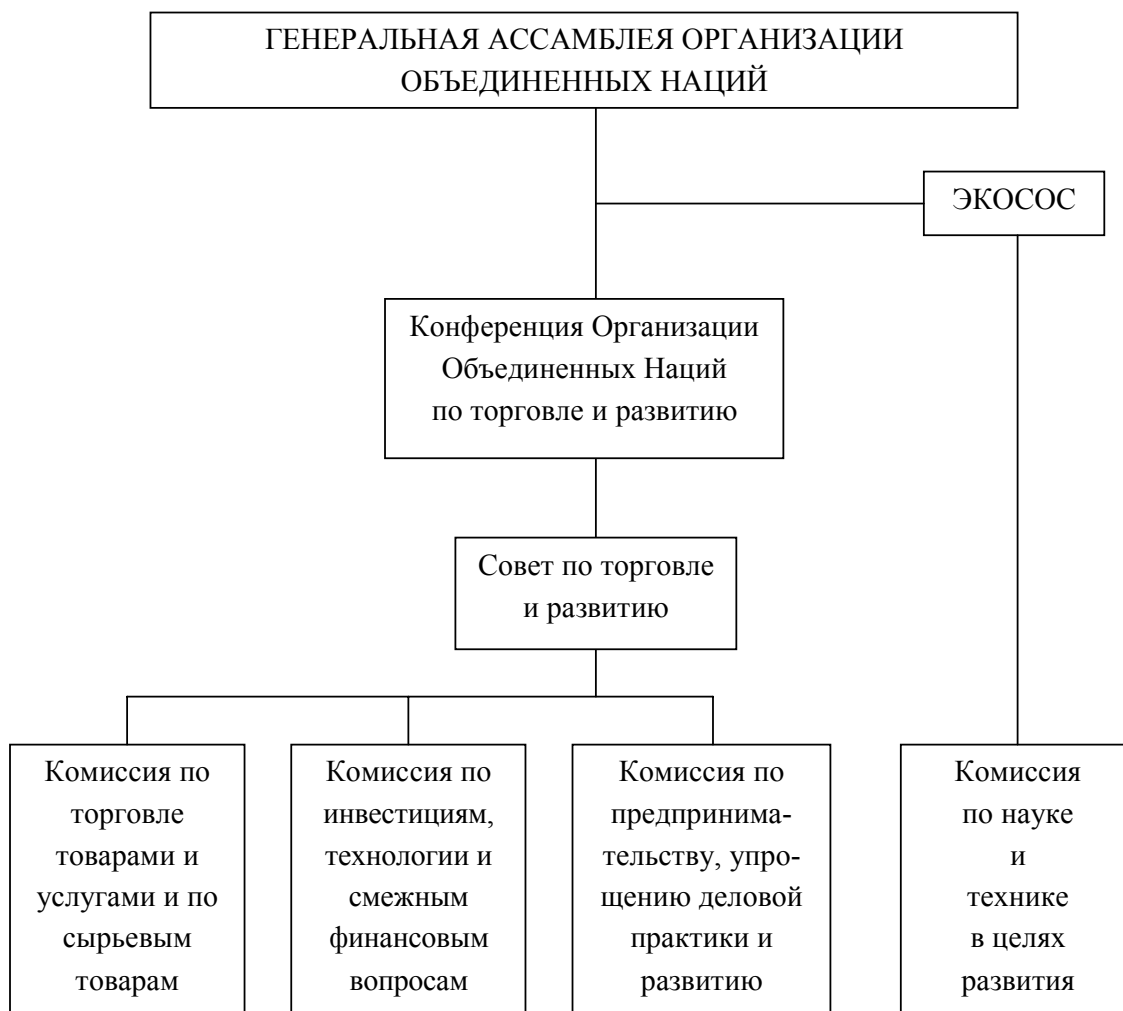 ГЕНЕРАЛЬНАЯ АССАМБЛЕЯ ОРГАНИЗАЦИИ
ОБЪЕДИНЕННЫХ НАЦИЙ
ЭКОСОС
Конференция Организации
Объединенных Наций
по торговле и развитию
Совет по торговле
и развитию
Комиссия по
торговле
товарами и
услугами и по
сырьевым
товарам
Комиссия по
инвестициям,
технологии и
смежным
финансовым
вопросам
Комиссия по
предпринима-
тельству, упро-
щению деловой
практики и
развитию
Комиссия
по науке
и
технике
в целях
развития